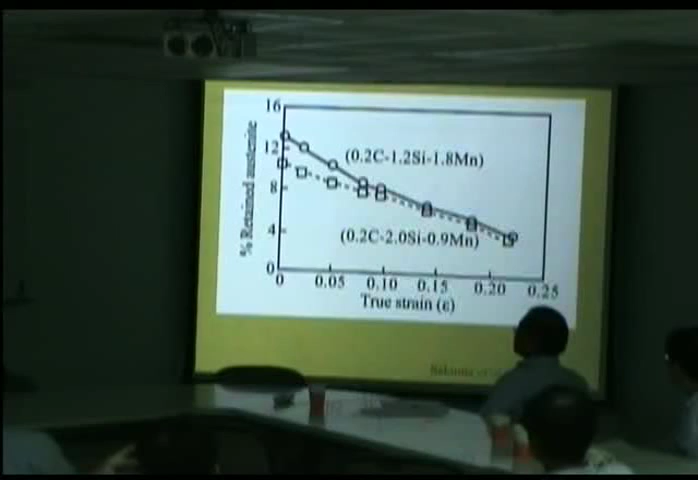 16
12
8
4
0
% Retained austenite
(0.2C-1.2Si-1.8Mn)
(0.2C-2.0Si-0.9Mn)
0 0.05 0.10 0.15 0.20 0.25
True strain (ε)
Sakuma